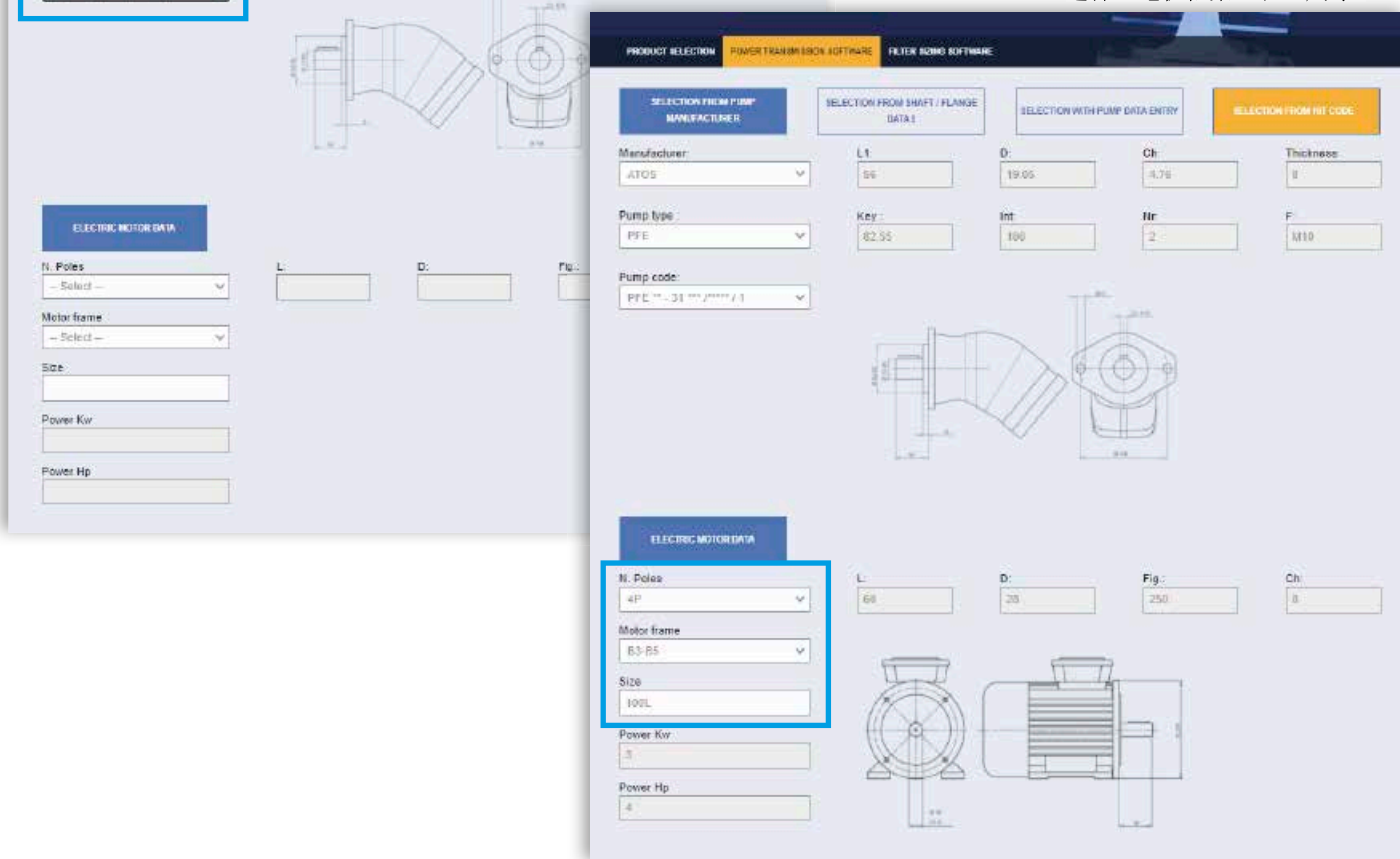 ELECTRIC MOTOR DATA
N. Poles
-- Select --
L:
D:
Fig.:
Motor frame
-- Select --
Size
Power Kw
Power Hp
PRODUCT SELECTION
POWER TRANSMISSION SOFTWARE
FILTER SIZING SOFTWARE
SELECTION FROM PUMP
MANUFACTURER
SELECTION FROM SHAFT / FLANGE
SELECTION WITH PUMP DATA ENTRY
SELECTION FROM KIT CODE
Manufacturer:
L1:
D:
Ch:
Thickness:
ATOS
56
19.05
4.76
8
Pump type :
Key :
Int:
Nr:
F:
PFE
82.55
106
2
M10
Pump code:
PFE ** - 31 *** /***** / 1
ELECTRIC MOTOR DATA
N. Poles
L:
D:
Fig.:
Ch:
4P
60
28
250
8
Motor frame
B3-B5
Size
100L
Power Kw
3
Power Hp
4